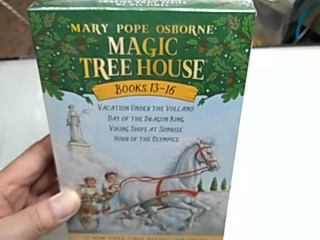 MARY POPE OSBORNE
MAGIC
TREE HOUSE
BOOKS 13-16
VACATION UNDER THE VOLCANO
DAY OF THE DRAGON KING
VIKING SHIPS AT SUNRISE
HOUR OF THE OLYMPICS